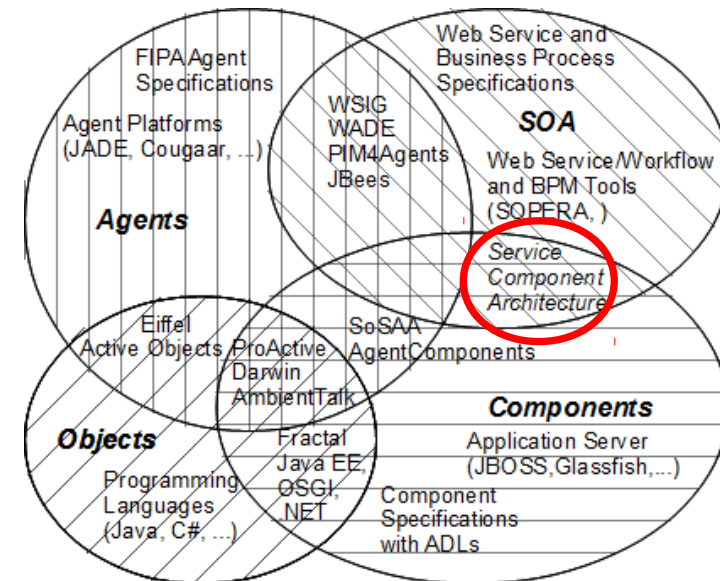 FIPA Agent
Specifications
Agent Platforms
(JADE, Cougaar, ...)
Agents
WSIG
WADE
PIM4Agents
JBees
Web Service and
Business Process
Specifications
SOA
Web Service/Workflow
and BPM Tools
(SOPERA, )
Service
Component
Architecture
Eiffel
Active Objects
ProActive
Darwin
AmbientTalk
SoSAA
AgentComponents
Objects
Programming
Languages
(Java, C#, ...)
Fractal
Java EE,
OSGI,
.NET
Components
Application Server
(JBOSS,Glassfish,...)
Component
Specifications
with ADLs